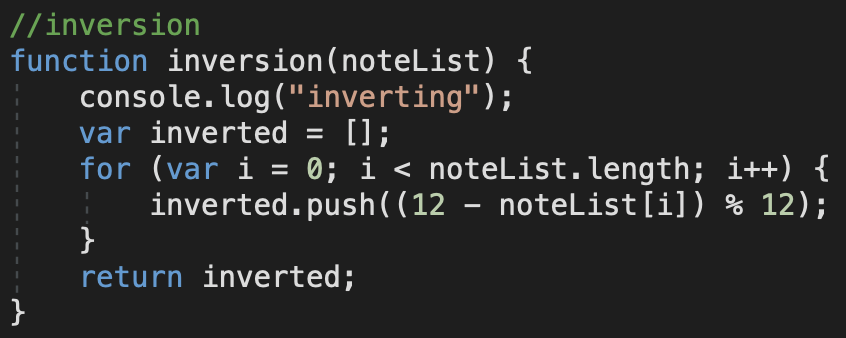 //inversion
function inversion(noteList) {
    console.log("inverting");
    var inverted = [];
    for (var i = 0; i < noteList.length; i++) {
        inverted.push((12 - noteList[i]) % 12);
    }
    return inverted;
}